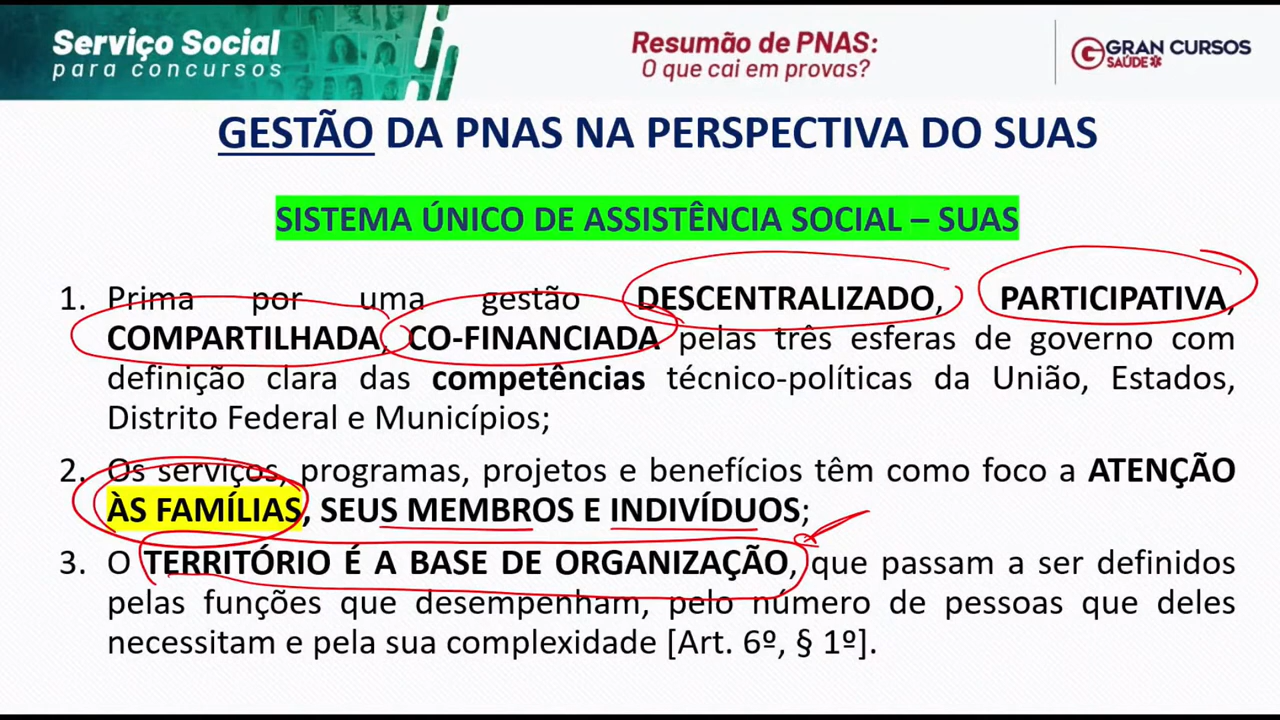 Serviço Social
para concursos
Resumão de PNAS:
O que cai em provas?
GRAN CURSOS
SAÚDE
GESTÃO DA PNAS NA PERSPECTIVA DO SUAS
SISTEMA ÚNICO DE ASSISTÊNCIA SOCIAL – SUAS
1. Prima por uma gestão DESCENTRALIZADO, PARTICIPATIVA,
COMPARTILHADA, CO-FINANCIADA pelas três esferas de governo com
definição clara das competências técnico-políticas da União, Estados,
Distrito Federal e Municípios;
2. Os serviços, programas, projetos e benefícios têm como foco a ATENÇÃO
ÀS FAMÍLIAS, SEUS MEMBROS E INDIVÍDUOS;
3. O TERRITÓRIO É A BASE DE ORGANIZAÇÃO, que passam a ser definidos
pelas funções que desempenham, pelo número de pessoas que deles
necessitam e pela sua complexidade [Art. 6º, § 1º].